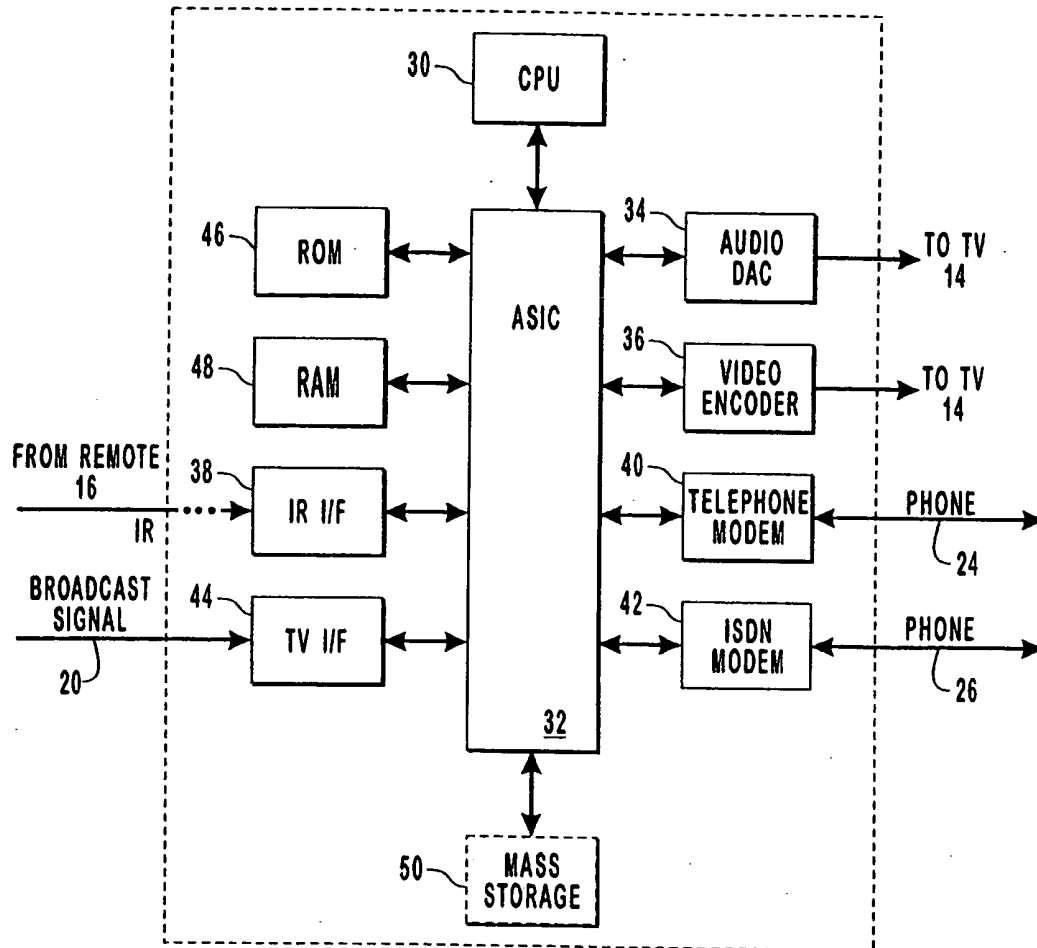 30
CPU
46
ROM
34
AUDIO
DAC
TO TV
14
ASIC
48
RAM
36
VIDEO
ENCODER
TO TV
14
FROM REMOTE
16
IR
38
IR I/F
40
TELEPHONE
MODEM
PHONE
24
BROADCAST
SIGNAL
20
44
TV I/F
42
ISDN
MODEM
PHONE
26
32
50
MASS
STORAGE